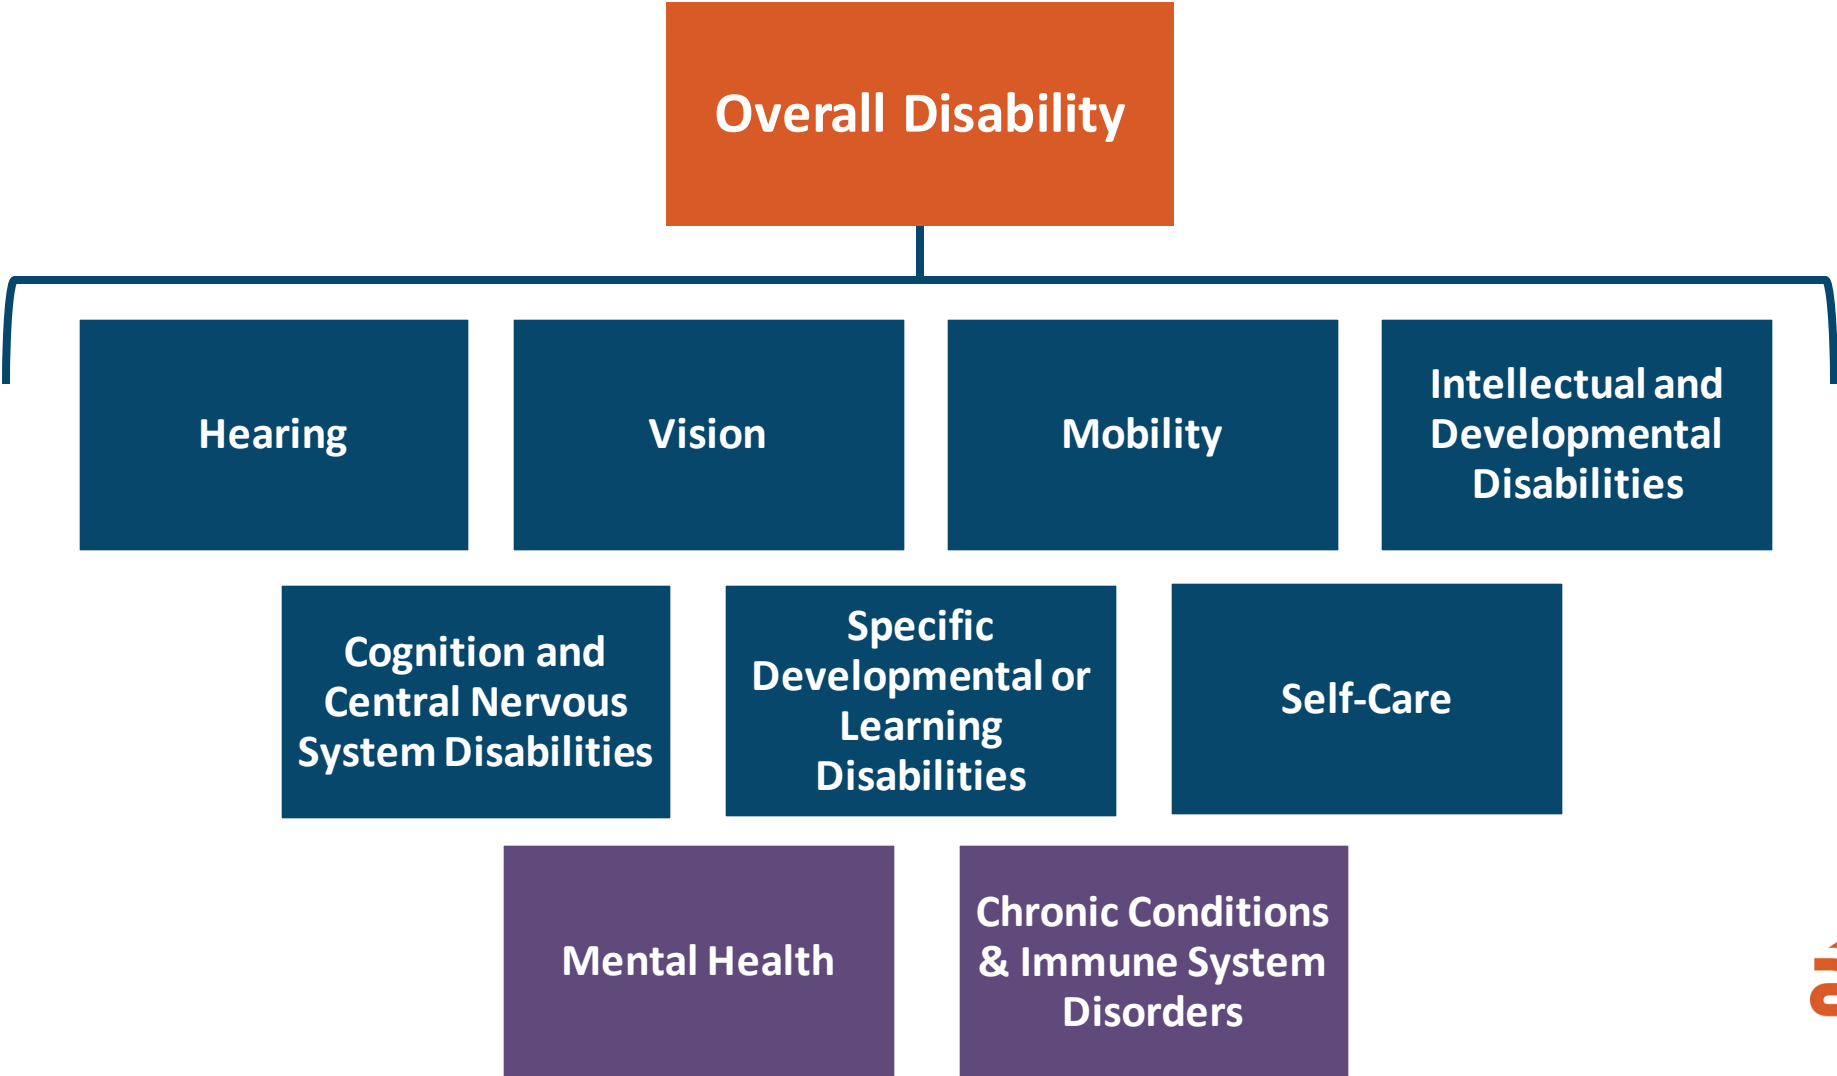 Overall Disability
Hearing
Vision
Mobility
Intellectual and
Developmental
Disabilities
Cognition and
Central Nervous
System Disabilities
Specific
Developmental or
Learning
Disabilities
Self-Care
Mental Health
Chronic Conditions
& Immune System
Disorders